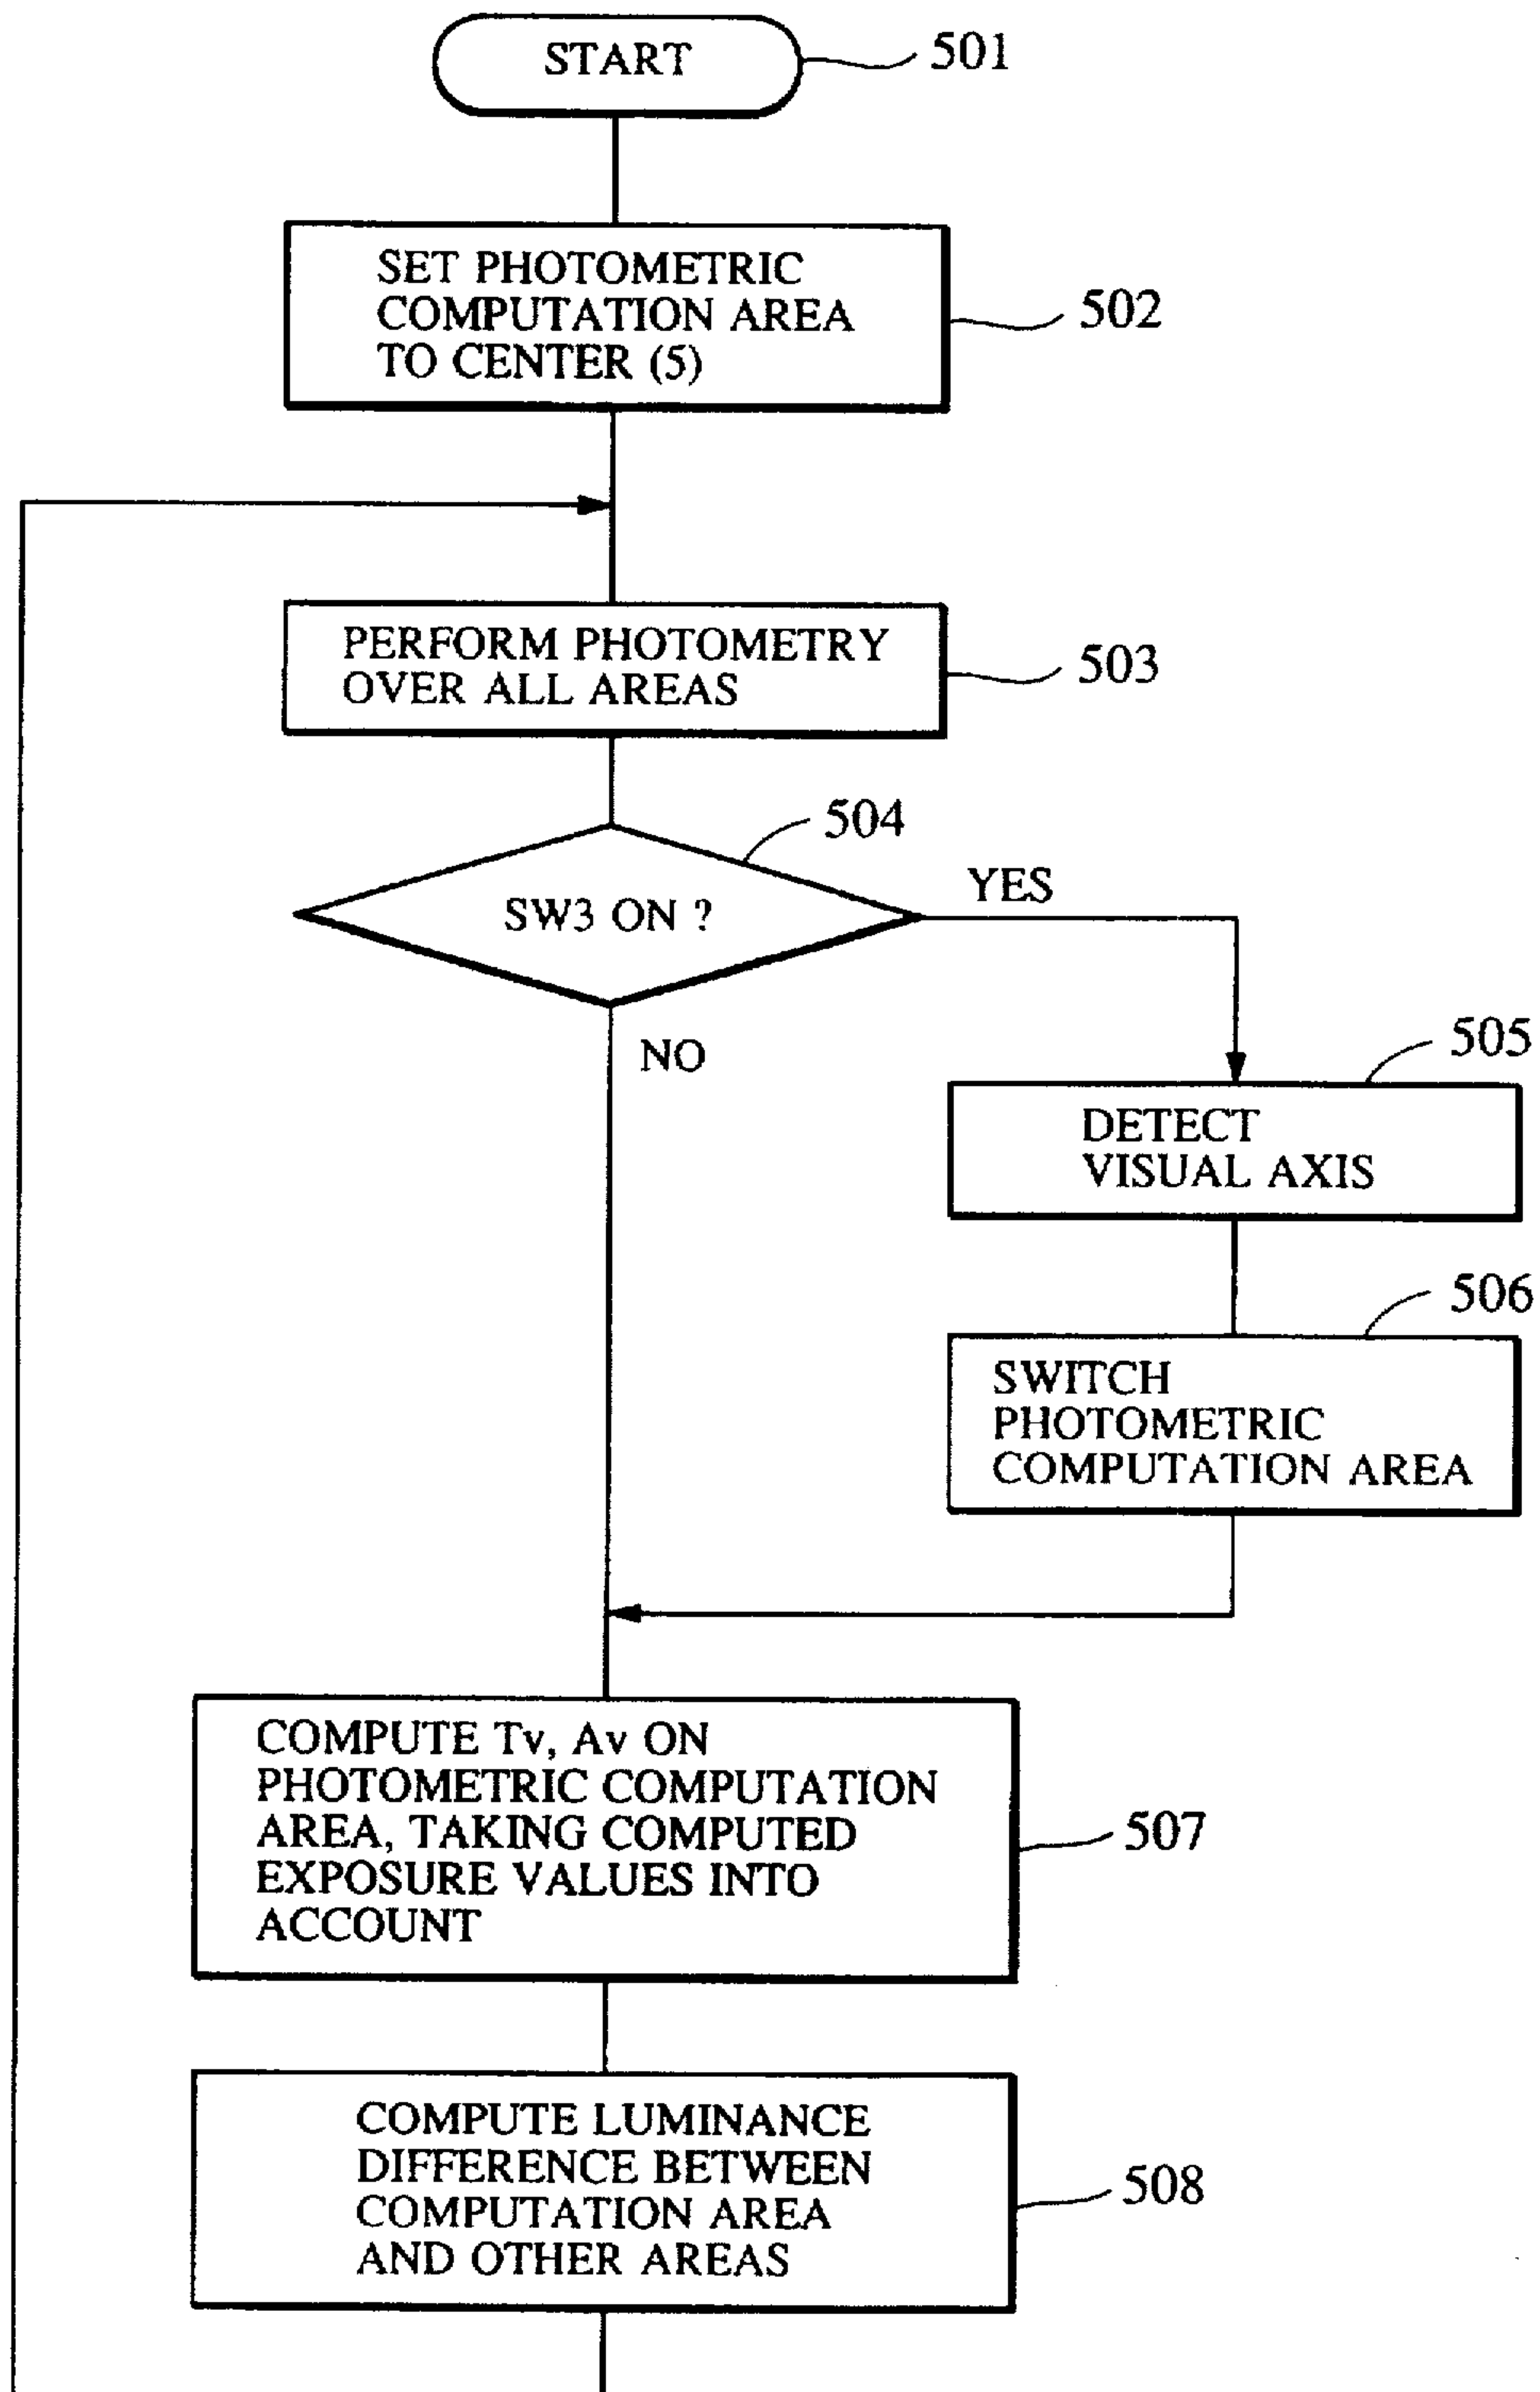 START
501
SET PHOTOMETRIC
COMPUTATION AREA
TO CENTER (5)
502
PERFORM PHOTOMETRY
OVER ALL AREAS
503
504
SW3 ON ?
YES
NO
505
DETECT
VISUAL AXIS
506
SWITCH
PHOTOMETRIC
COMPUTATION AREA
COMPUTE Tv, Av ON
PHOTOMETRIC COMPUTATION
AREA, TAKING COMPUTED
EXPOSURE VALUES INTO
ACCOUNT
507
COMPUTE LUMINANCE
DIFFERENCE BETWEEN
COMPUTATION AREA
AND OTHER AREAS
508